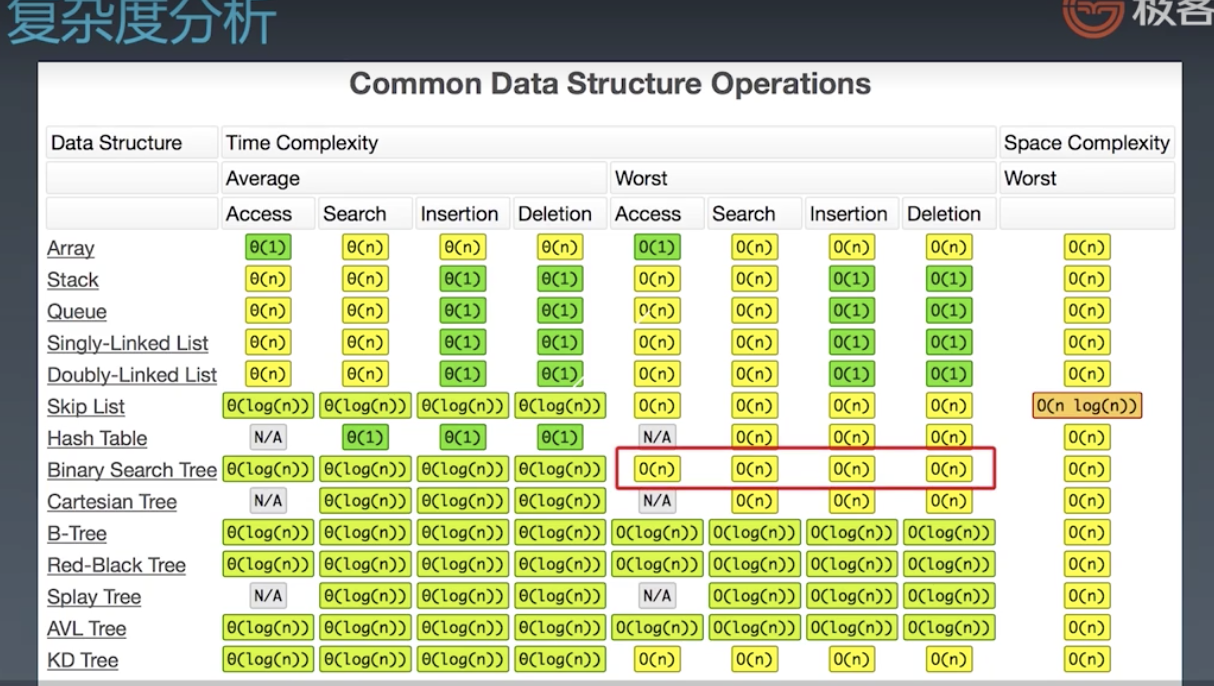 复杂度分析
极客
Common Data Structure Operations
Data Structure Time Complexity Space Complexity
Average Worst Worst
Access Search Insertion Deletion Access Search Insertion Deletion
Array θ(1) θ(n) θ(n) θ(n) O(1) O(n) O(n) O(n) O(n)
Stack θ(n) θ(n) θ(1) θ(1) O(n) O(n) O(1) O(1) O(n)
Queue θ(n) θ(n) θ(1) θ(1) O(n) O(n) O(1) O(1) O(n)
Singly-Linked List θ(n) θ(n) θ(1) θ(1) O(n) O(n) O(1) O(1) O(n)
Doubly-Linked List θ(n) θ(n) θ(1) θ(1) O(n) O(n) O(1) O(1) O(n)
Skip List θ(log(n)) θ(log(n)) θ(log(n)) θ(log(n)) O(n) O(n) O(n) O(n) O(n log(n))
Hash Table N/A θ(1) θ(1) θ(1) N/A O(n) O(n) O(n) O(n)
Binary Search Tree θ(log(n)) θ(log(n)) θ(log(n)) θ(log(n)) O(n) O(n) O(n) O(n) O(n)
Cartesian Tree N/A θ(log(n)) θ(log(n)) θ(log(n)) N/A O(n) O(n) O(n) O(n)
B-Tree θ(log(n)) θ(log(n)) θ(log(n)) θ(log(n)) O(log(n)) O(log(n)) O(log(n)) O(log(n)) O(n)
Red-Black Tree θ(log(n)) θ(log(n)) θ(log(n)) θ(log(n)) O(log(n)) O(log(n)) O(log(n)) O(log(n)) O(n)
Splay Tree N/A θ(log(n)) θ(log(n)) θ(log(n)) N/A O(log(n)) O(log(n)) O(log(n)) O(n)
AVL Tree θ(log(n)) θ(log(n)) θ(log(n)) θ(log(n)) O(log(n)) O(log(n)) O(log(n)) O(log(n)) O(n)
KD Tree θ(log(n)) θ(log(n)) θ(log(n)) θ(log(n)) O(n) O(n) O(n) O(n) O(n)